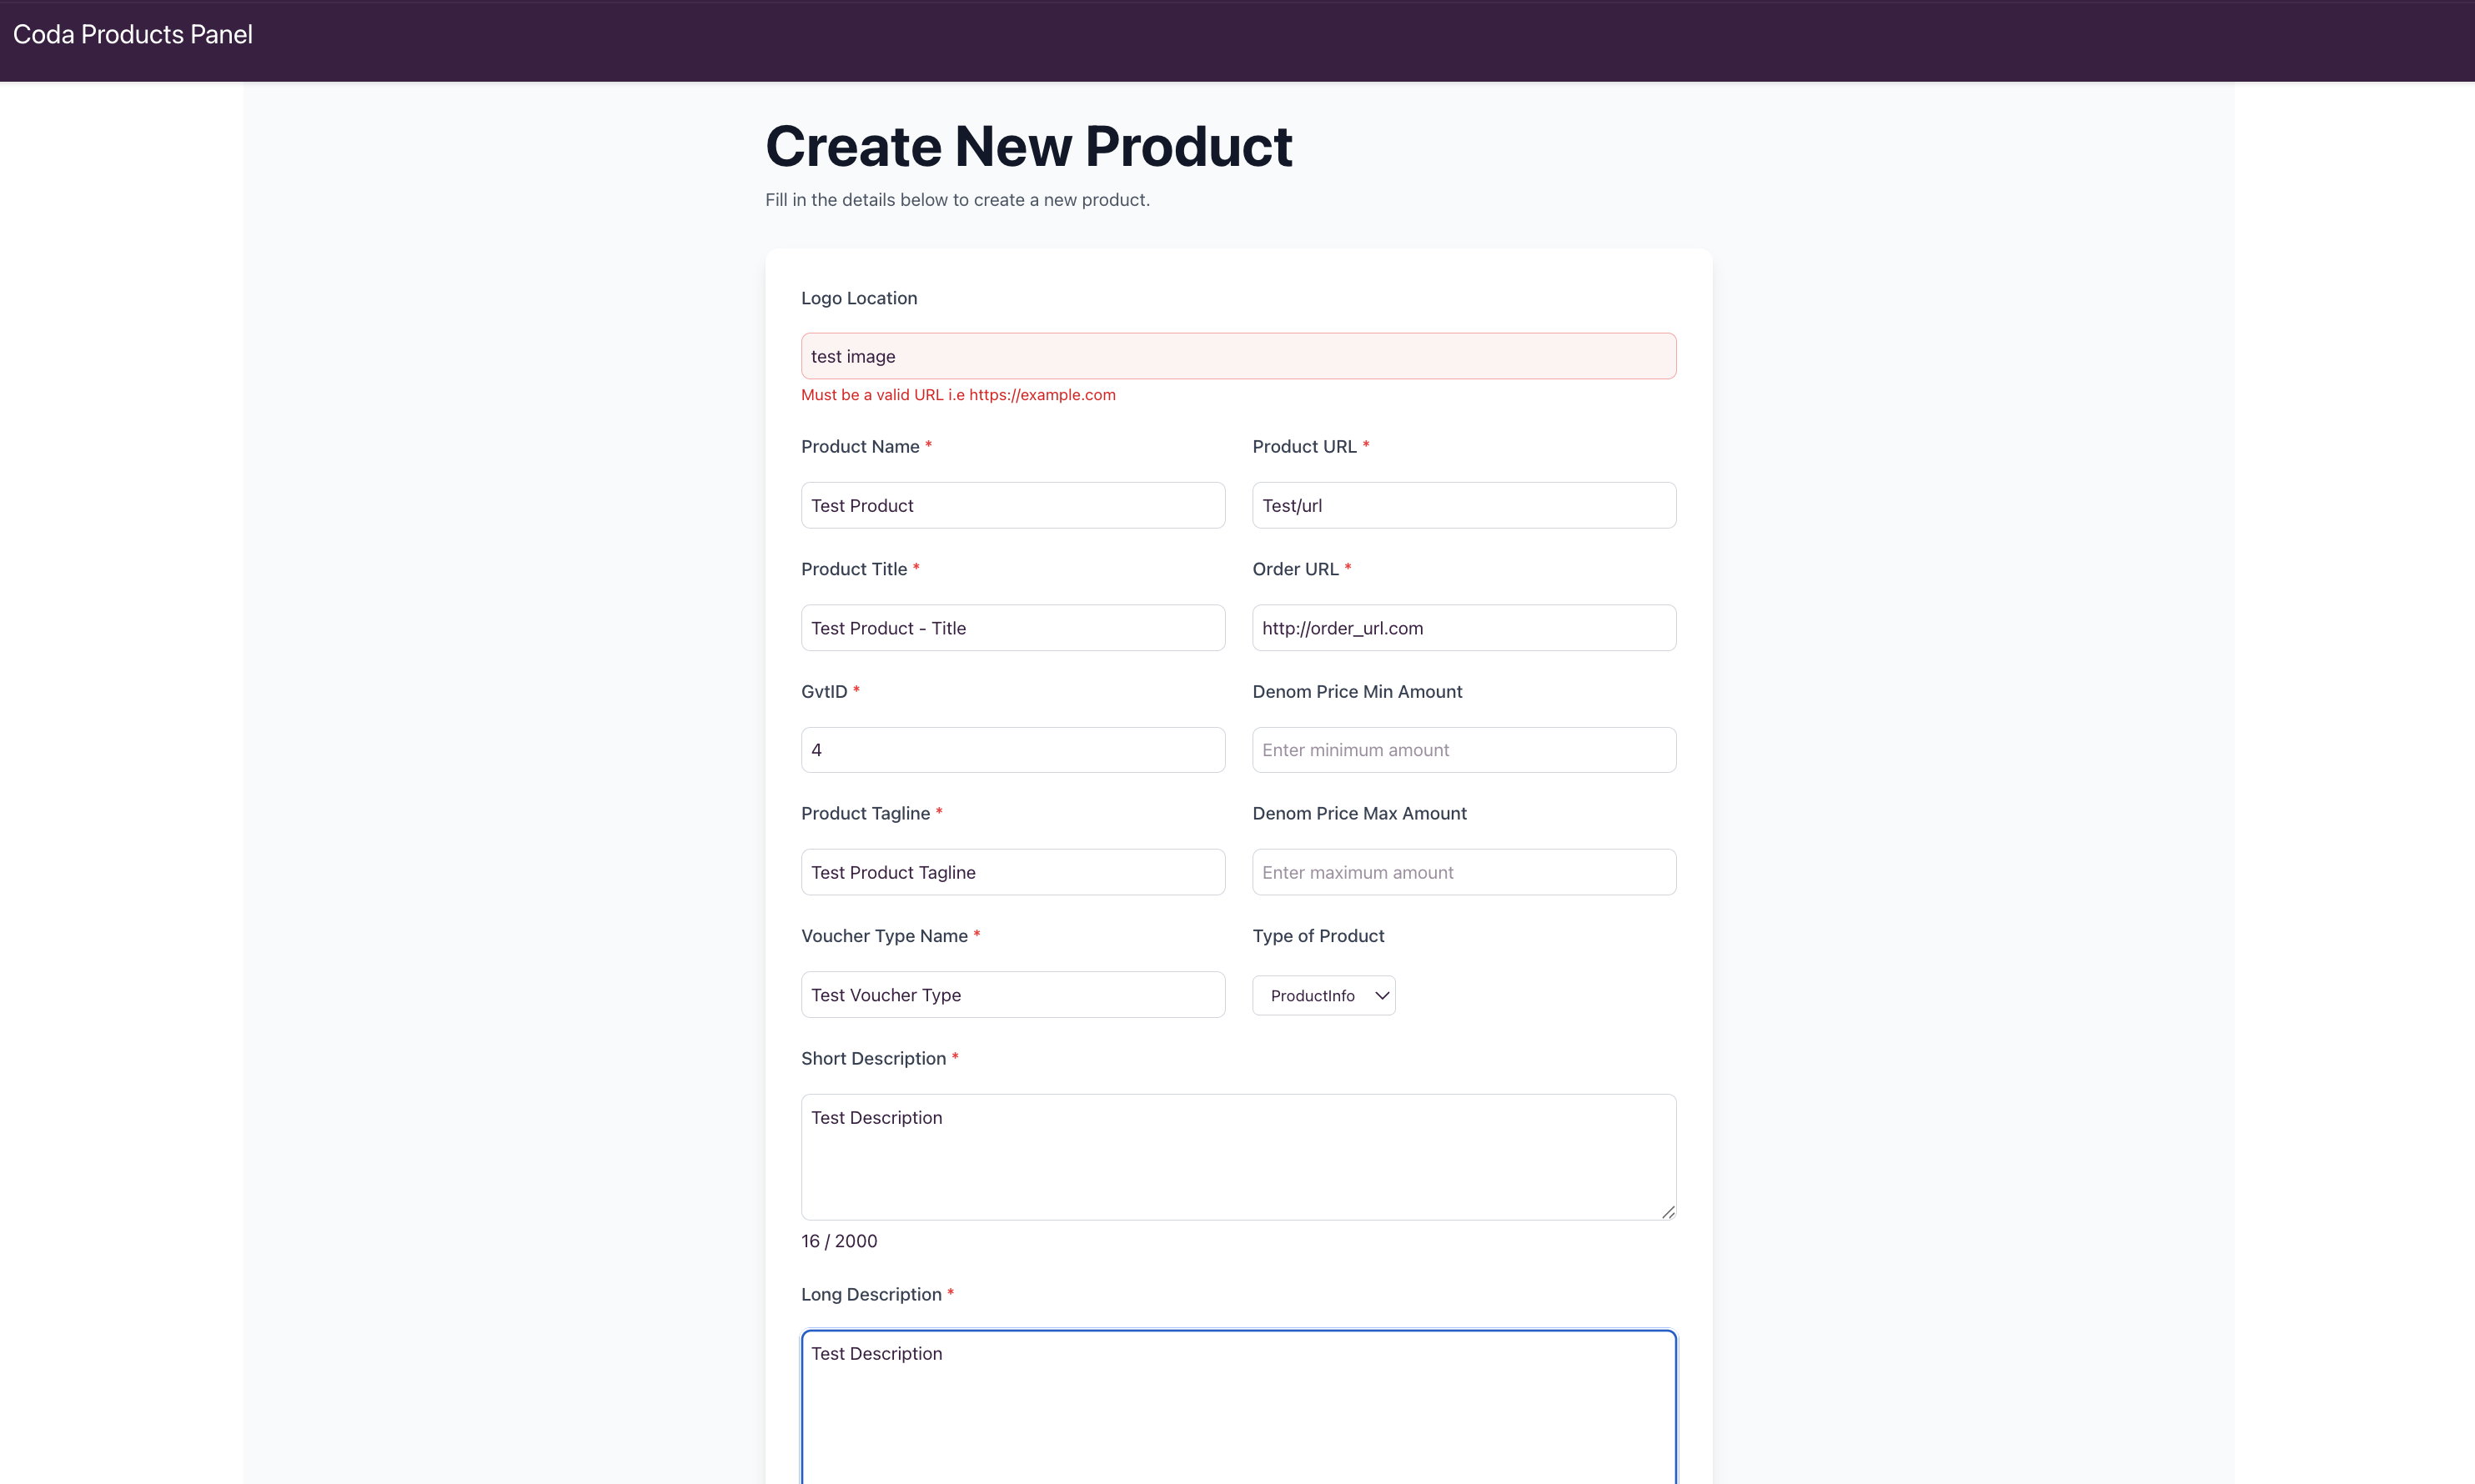 Coda Products Panel
Create New Product
Fill in the details below to create a new product.
Logo Location
test image
Must be a valid URL i.e https://example.com
Product Name *
Product URL *
Test Product
Test/url
Product Title *
Order URL *
Test Product - Title
http://order_url.com
GvtID *
Denom Price Min Amount
4
Enter minimum amount
Product Tagline *
Denom Price Max Amount
Test Product Tagline
Enter maximum amount
Voucher Type Name *
Type of Product
Test Voucher Type
ProductInfo
Short Description *
Test Description
16 / 2000
Long Description *
Test Description